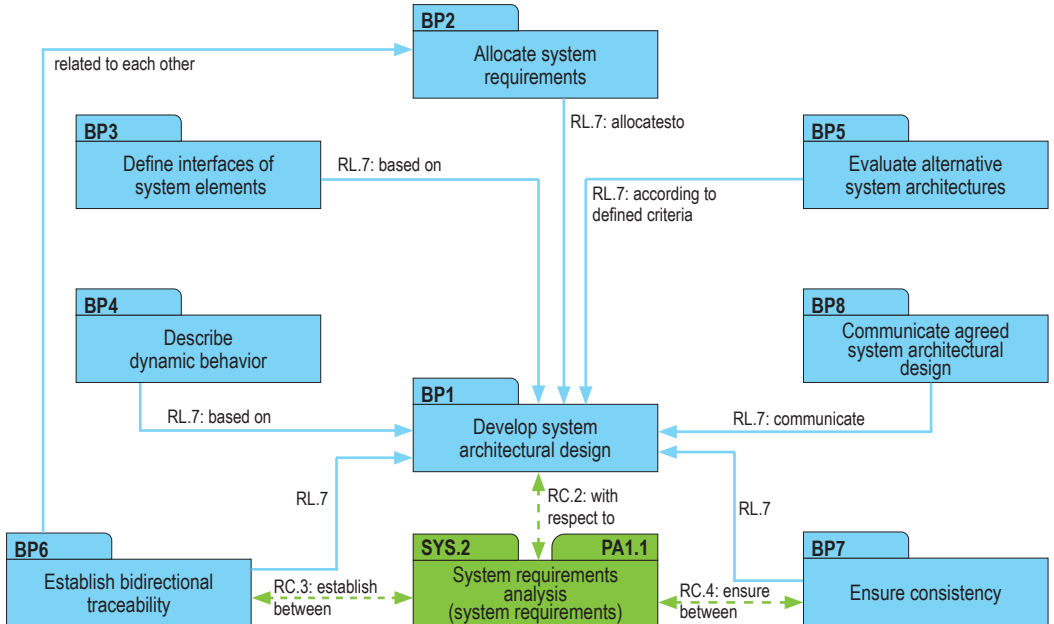 BP2
Allocate system
requirements
related to each other
RL.7: allocatesto
BP3
Define interfaces of
system elements
RL.7: based on
BP5
Evaluate alternative
system architectures
RL.7: according to
defined criteria
BP4
Describe
dynamic behavior
RL.7: based on
BP8
Communicate agreed
system architectural
design
RL.7: communicate
BP1
Develop system
architectural design
RL.7
RC.2: with
respect to
RL.7
BP6
Establish bidirectional
traceability
RC.3: establish
between
SYS.2
PA1.1
System requirements
analysis
(system requirements)
RC.4: ensure
between
BP7
Ensure consistency